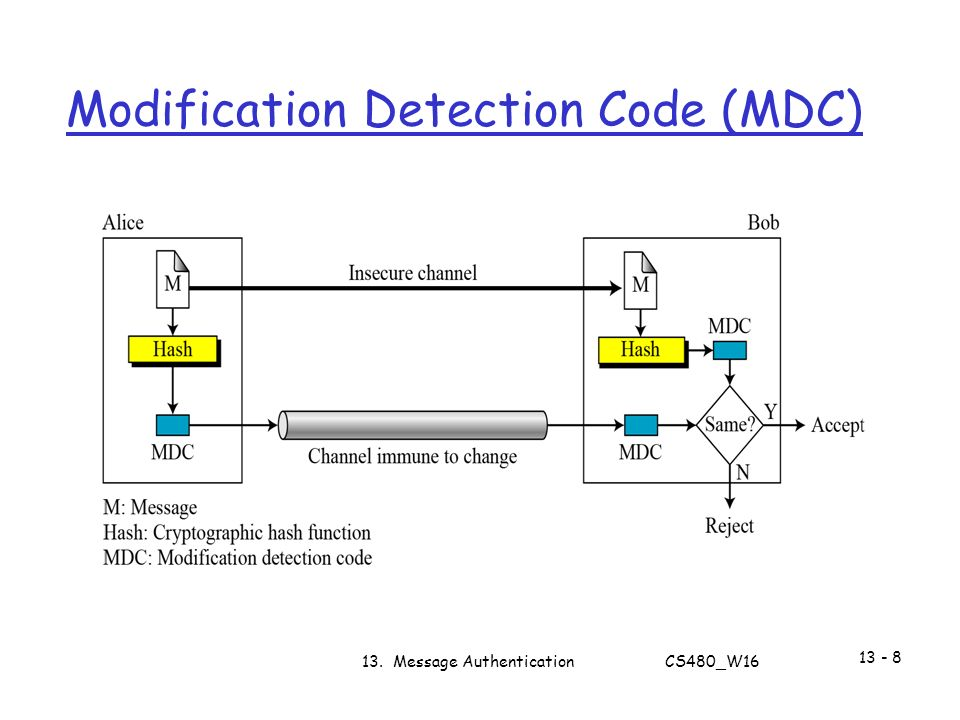 Modification Detection Code (MDC)
Alice
Bob
M
Insecure channel
M
MDC
Hash
Hash
Same?
Y
Accept
MDC
Channel immune to change
MDC
N
M: Message
Hash: Cryptographic hash function
MDC: Modification detection code
Reject
13. Message Authentication
CS480_W16
13 - 8